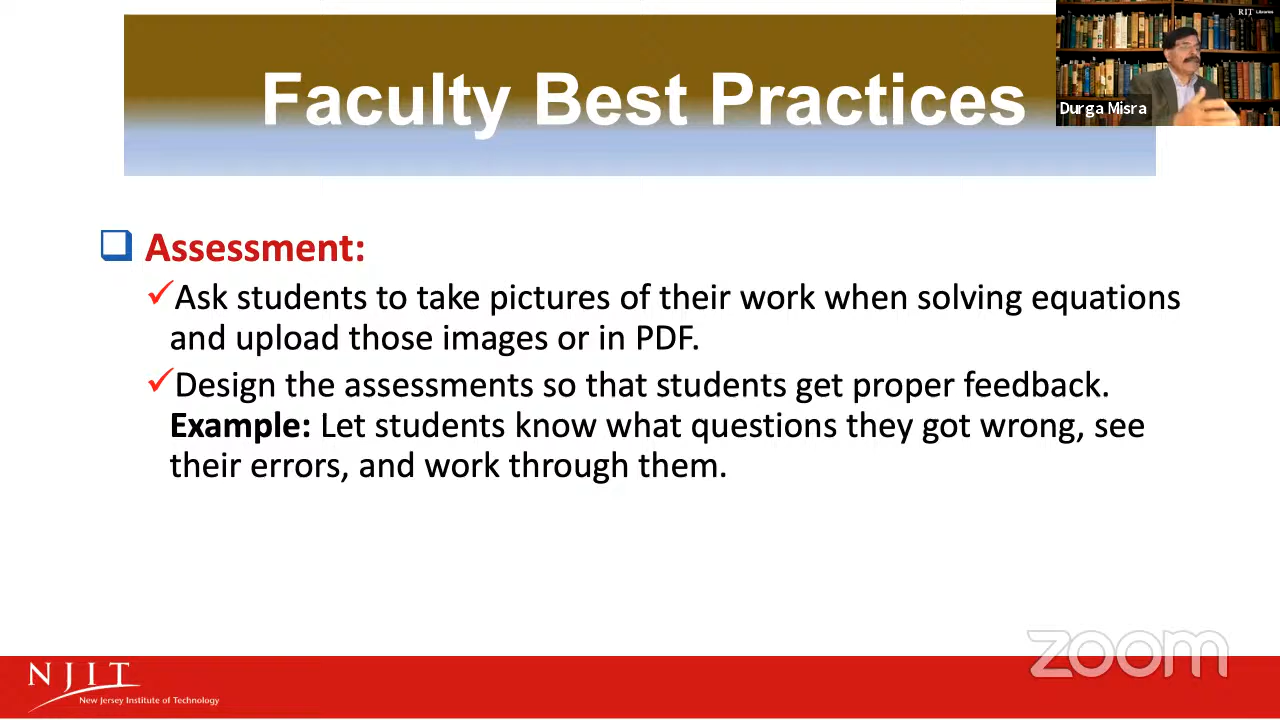 Faculty Best Practices
RIT Libraries
Durga Misra
Assessment:
Ask students to take pictures of their work when solving equations
and upload those images or in PDF.
Design the assessments so that students get proper feedback.
Example: Let students know what questions they got wrong, see
their errors, and work through them.
zoom
NJIT
New Jersey Institute of Technology